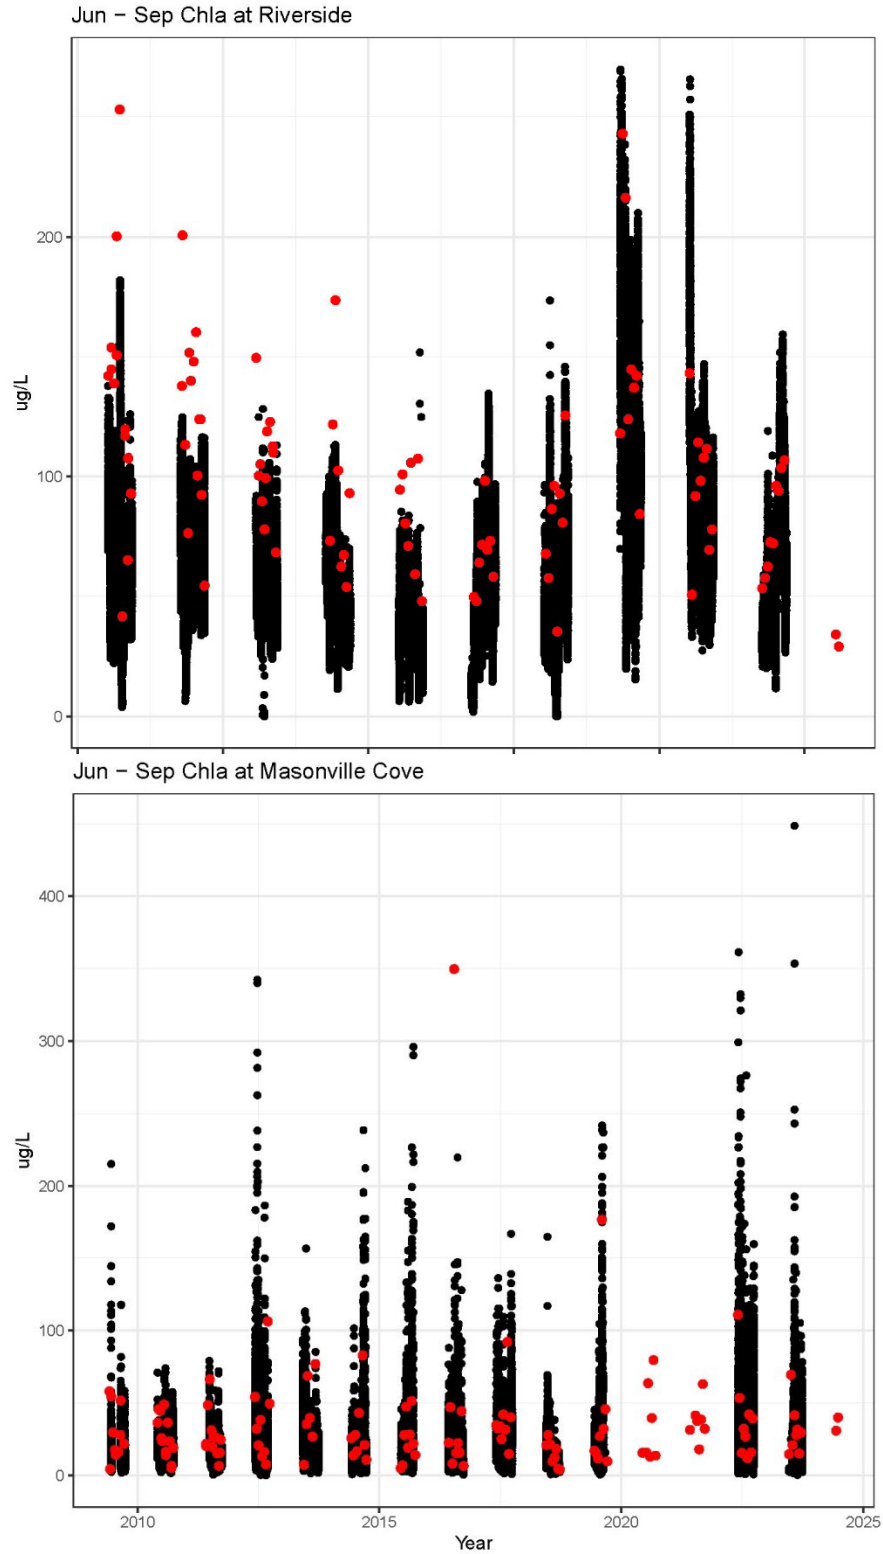 Jun − Sep Chla at Riverside
200
100
0
ug/L
Jun − Sep Chla at Masonville Cove
400
300
200
100
0
ug/L
2010 2015 2020 2025
Year